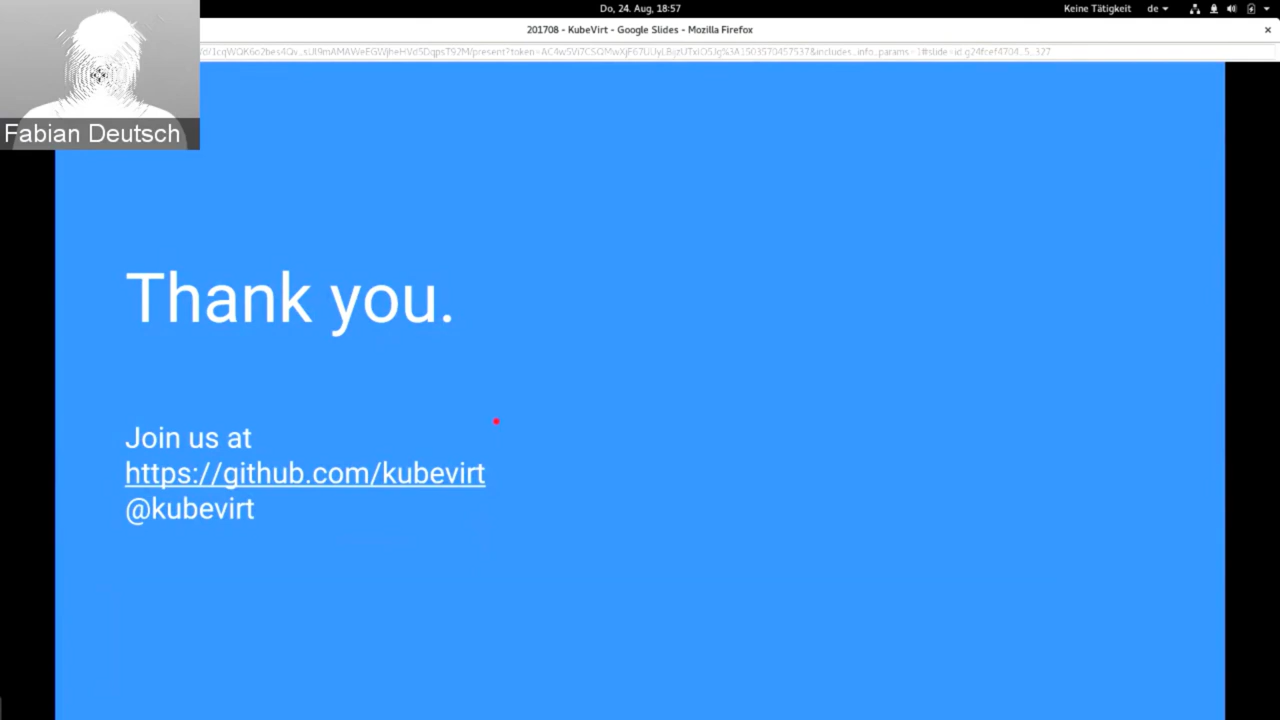 Do, 24. Aug, 18:57
Keine Tätigkeit
de
201708 - KubeVirt - Google Slides - Mozilla Firefox
Fabian Deutsch
Thank you.
Join us at
https://github.com/kubevirt
@kubevirt